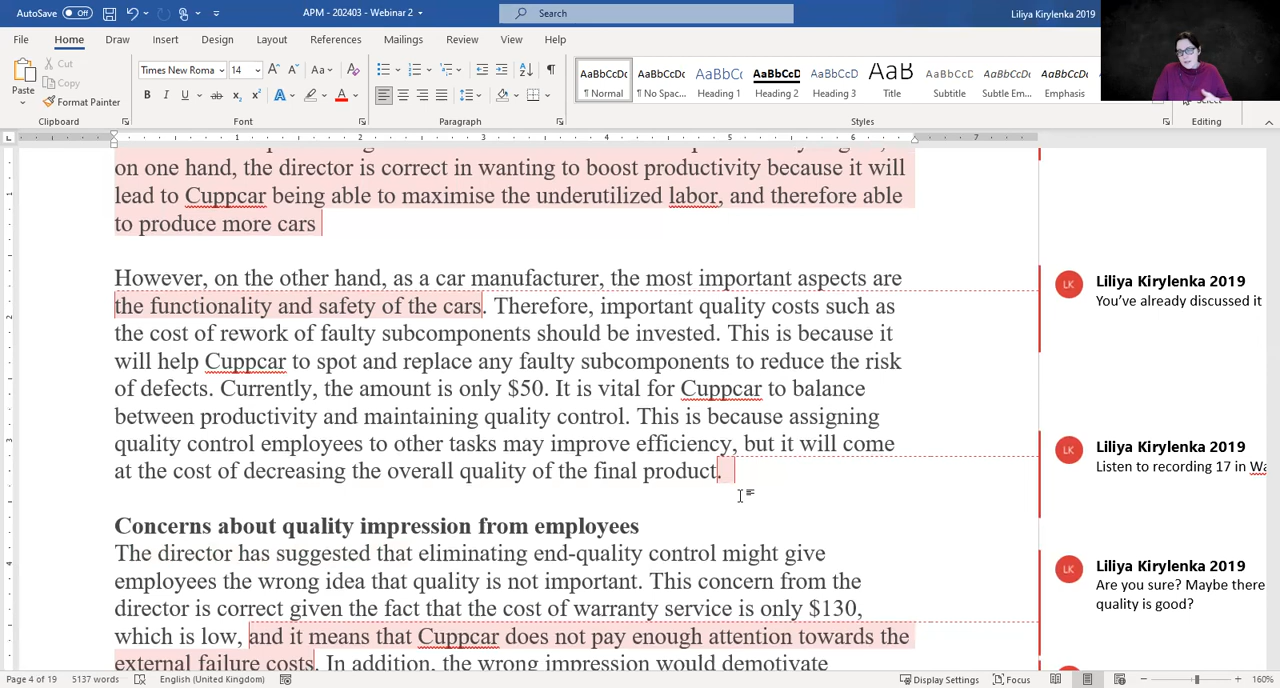 AutoSave Off APM - 202403 - Webinar 2 Search Liliya Kirylenka 2019
File Home Draw Insert Design Layout References Mailings Review View Help
Paste Cut Copy Format Painter
Times New Roma 14 Aa
B I U ab x₂ x² A A
AaBbCcDc AaBbCcDc AaBbC AaBbCcD AaBbCcD AaB AaBbCcD AaBbCcDc AaBbCcDc
¶ Normal ¶ No Spac... Heading 1 Heading 2 Heading 3 Title Subtitle Subtle Em... Emphasis
Clipboard Font Paragraph Styles Editing
on one hand, the director is correct in wanting to boost productivity because it will
lead to Cuppcar being able to maximise the underutilized labor, and therefore able
to produce more cars
However, on the other hand, as a car manufacturer, the most important aspects are
the functionality and safety of the cars. Therefore, important quality costs such as
the cost of rework of faulty subcomponents should be invested. This is because it
will help Cuppcar to spot and replace any faulty subcomponents to reduce the risk
of defects. Currently, the amount is only $50. It is vital for Cuppcar to balance
between productivity and maintaining quality control. This is because assigning
quality control employees to other tasks may improve efficiency, but it will come
at the cost of decreasing the overall quality of the final product.
Concerns about quality impression from employees
The director has suggested that eliminating end-quality control might give
employees the wrong idea that quality is not important. This concern from the
director is correct given the fact that the cost of warranty service is only $130,
which is low, and it means that Cuppcar does not pay enough attention towards the
external failure costs. In addition, the wrong impression would demotivate
Liliya Kirylenka 2019
You've already discussed it
Liliya Kirylenka 2019
Listen to recording 17 in Wa
Liliya Kirylenka 2019
Are you sure? Maybe there
quality is good?
Page 4 of 19 5137 words English (United Kingdom) Display Settings Focus 160%